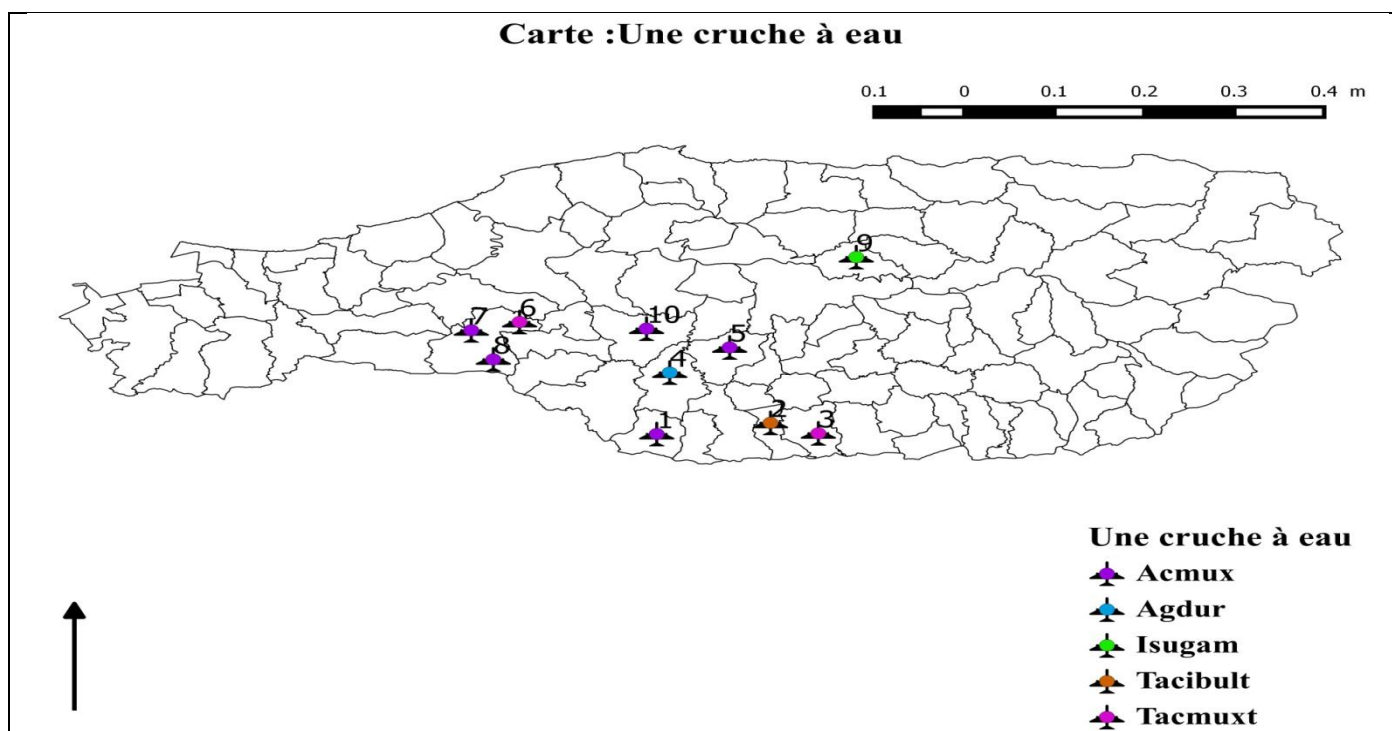 Carte :Une cruche à eau
0.1 0 0.1 0.2 0.3 0.4 m
9
7 6 10
8 5
4
1 2 3
Une cruche à eau
Acmux
Agdur
Isugam
Tacibult
Tacmuxt